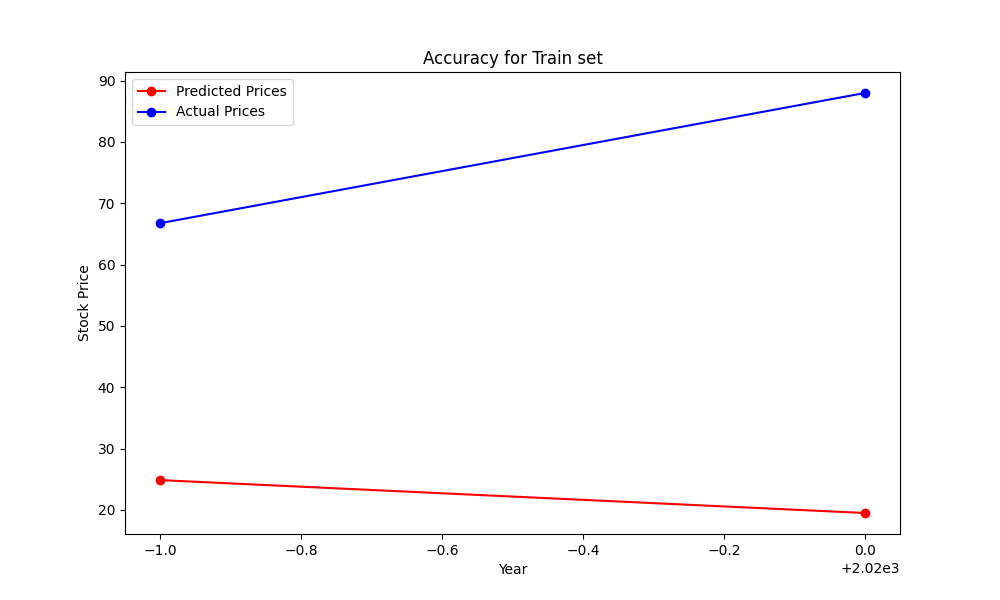 Accuracy for Train set
Predicted Prices
Actual Prices
90
80
70
60
50
40
30
20
Stock Price
−1.0
−0.8
−0.6
−0.4
−0.2
0.0
Year
+2.02e3